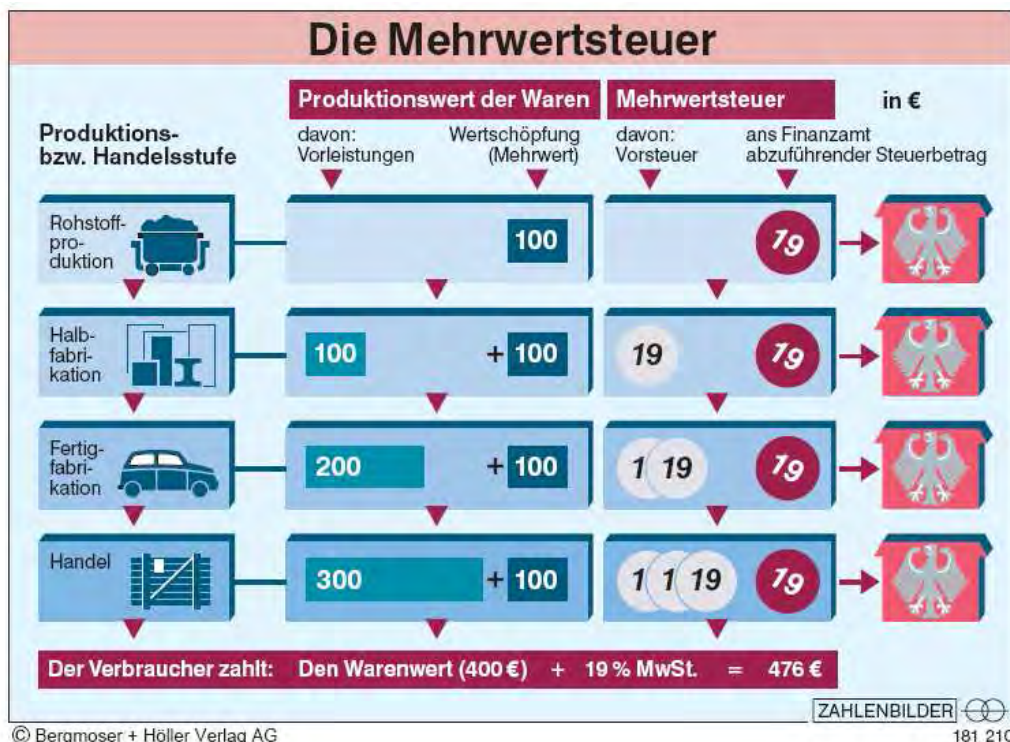 Die Mehrwertsteuer
Produktionswert der Waren
Mehrwertsteuer
in €
Produktions-
bzw. Handelsstufe
davon:
Vorleistungen
Wertschöpfung
(Mehrwert)
davon:
Vorsteuer
ans Finanzamt
abzuführender Steuerbetrag
Rohstoff-
pro-
duktion
100
19
Halb-
fabri-
kation
100
+ 100
19
19
Fertig-
fabri-
kation
200
+ 100
1 19
19
Handel
300
+ 100
1 1 19
19
Der Verbraucher zahlt: Den Warenwert (400 €) + 19 % MwSt. = 476 €
ZAHLENBILDER
© Bergmoser + Höller Verlag AG
181 210